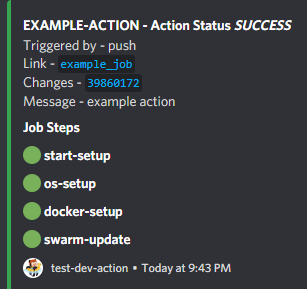 EXAMPLE-ACTION - Action Status SUCCESS
Triggered by - push
Link - example_job
Changes - 39860172
Message - example action
Job Steps
start-setup
os-setup
docker-setup
swarm-update
test-dev-action • Today at 9:43 PM